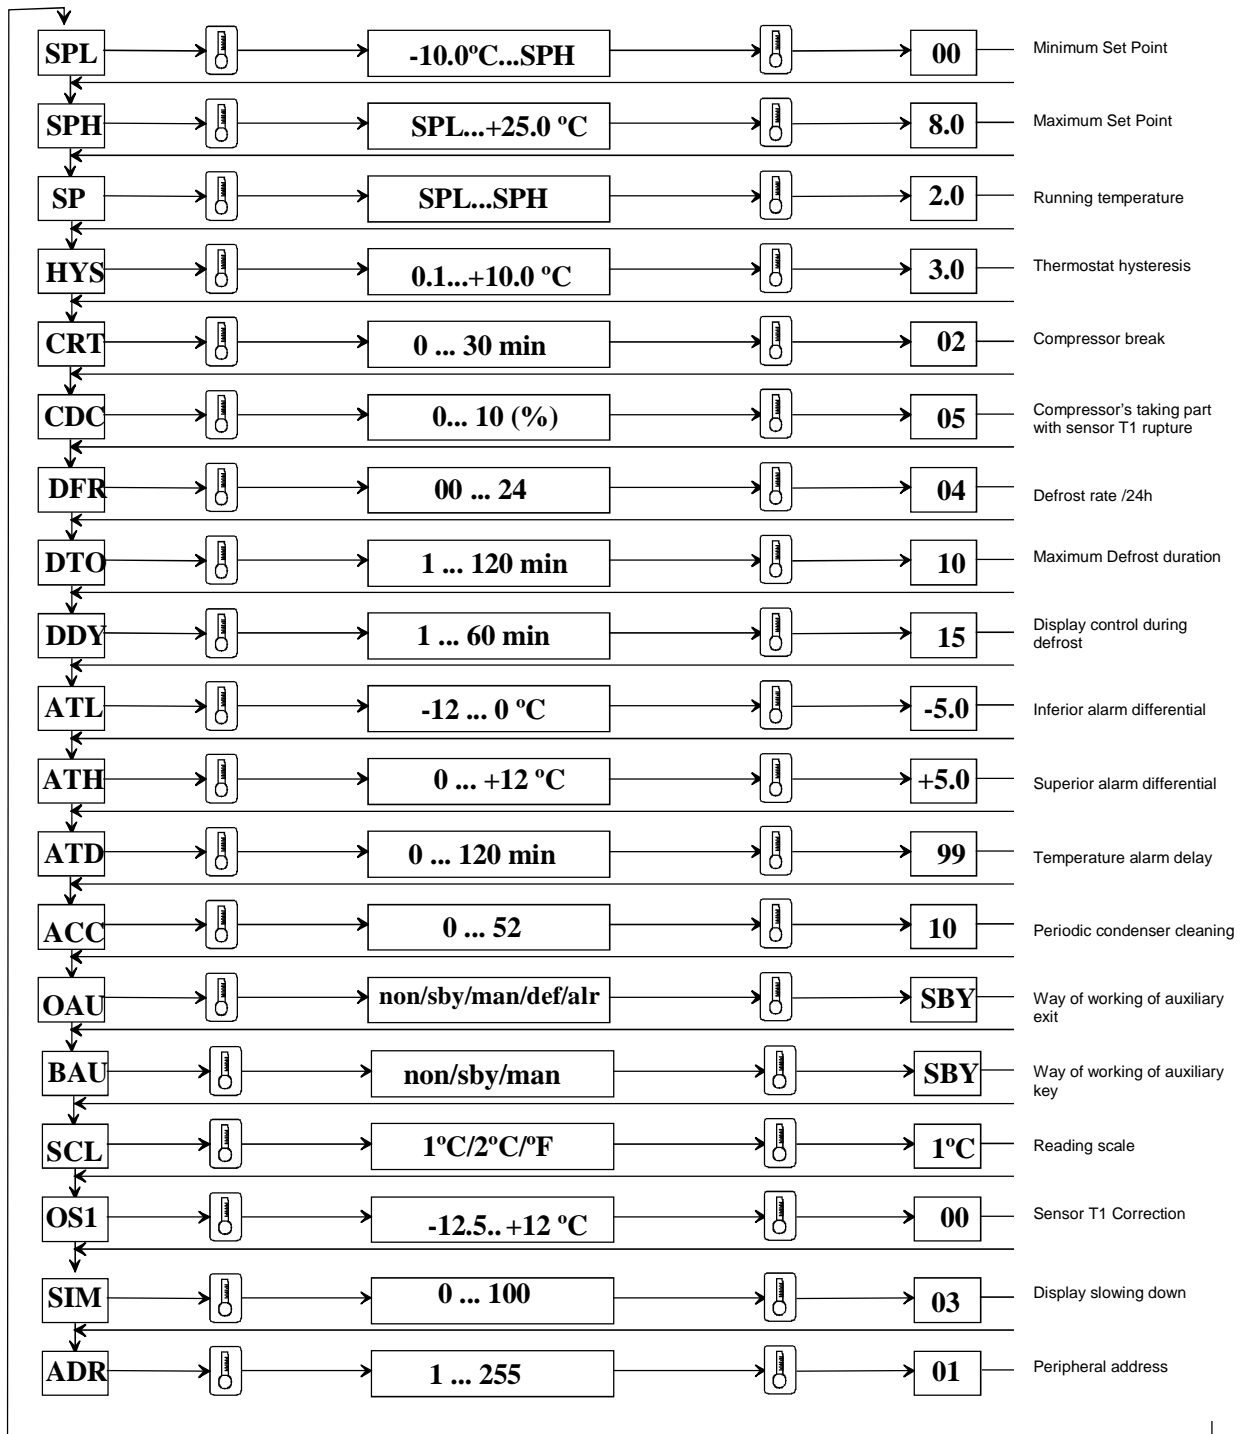 SPL -10.0ºC...SPH 00 Minimum Set Point
SPH SPL...+25.0 ºC 8.0 Maximum Set Point
SP SPL...SPH 2.0 Running temperature
HYS 0.1...+10.0 ºC 3.0 Thermostat hysteresis
CRT 0 ... 30 min 02 Compressor break
CDC 0... 10 (%) 05 Compressor's taking part
with sensor T1 rupture
DFR 00 ... 24 04 Defrost rate /24h
DTO 1 ... 120 min 10 Maximum Defrost duration
DDY 1 ... 60 min 15 Display control during
defrost
ATL -12 ... 0 ºC -5.0 Inferior alarm differential
ATH 0 ... +12 ºC +5.0 Superior alarm differential
ATD 0 ... 120 min 99 Temperature alarm delay
ACC 0 ... 52 10 Periodic condenser cleaning
OAU non/sby/man/def/alr SBY Way of working of auxiliary
exit
BAU non/sby/man SBY Way of working of auxiliary
key
SCL 1ºC/2ºC/ºF 1ºC Reading scale
OS1 -12.5.. +12 ºC 00 Sensor T1 Correction
SIM 0 ... 100 03 Display slowing down
ADR 1 ... 255 01 Peripheral address